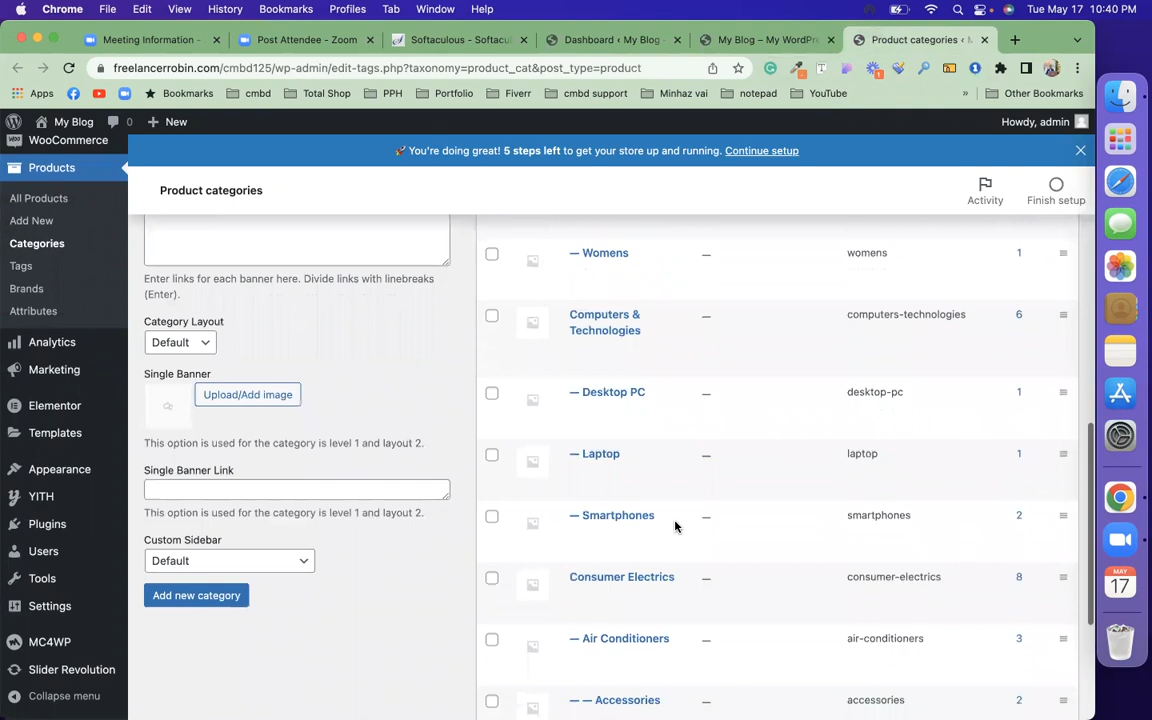 Chrome File Edit View History Bookmarks Profiles Tab Window Help Tue May 17 10:40 PM
Meeting Information - Post Attendee - Zoom Softaculous - Softacul Dashboard ‹ My Blog - My Blog – My WordPre Product categories ‹ M
freelancerrobin.com/cmbd125/wp-admin/edit-tags.php?taxonomy=product_cat&post_type=product
Apps Bookmarks cmbd Total Shop PPH Portfolio Fiverr cmbd support Minhaz vai notepad YouTube » Other Bookmarks
My Blog 0 + New Howdy, admin
WooCommerce
Products
All Products
Add New
Categories
Tags
Brands
Attributes
Analytics
Marketing
Elementor
Templates
Appearance
YITH
Plugins
Users
Tools
Settings
MC4WP
Slider Revolution
Collapse menu
You're doing great! 5 steps left to get your store up and running. Continue setup
Product categories
Activity
Finish setup
Enter links for each banner here. Divide links with linebreaks
(Enter).
Category Layout
Default
Single Banner
Upload/Add image
This option is used for the category is level 1 and layout 2.
Single Banner Link
This option is used for the category is level 1 and layout 2.
Custom Sidebar
Default
Add new category
— Womens — womens 1
Computers &
Technologies — computers-technologies 6
— Desktop PC — desktop-pc 1
— Laptop — laptop 1
— Smartphones — smartphones 2
Consumer Electrics — consumer-electrics 8
— Air Conditioners — air-conditioners 3
— — Accessories — accessories 2
MAY
17